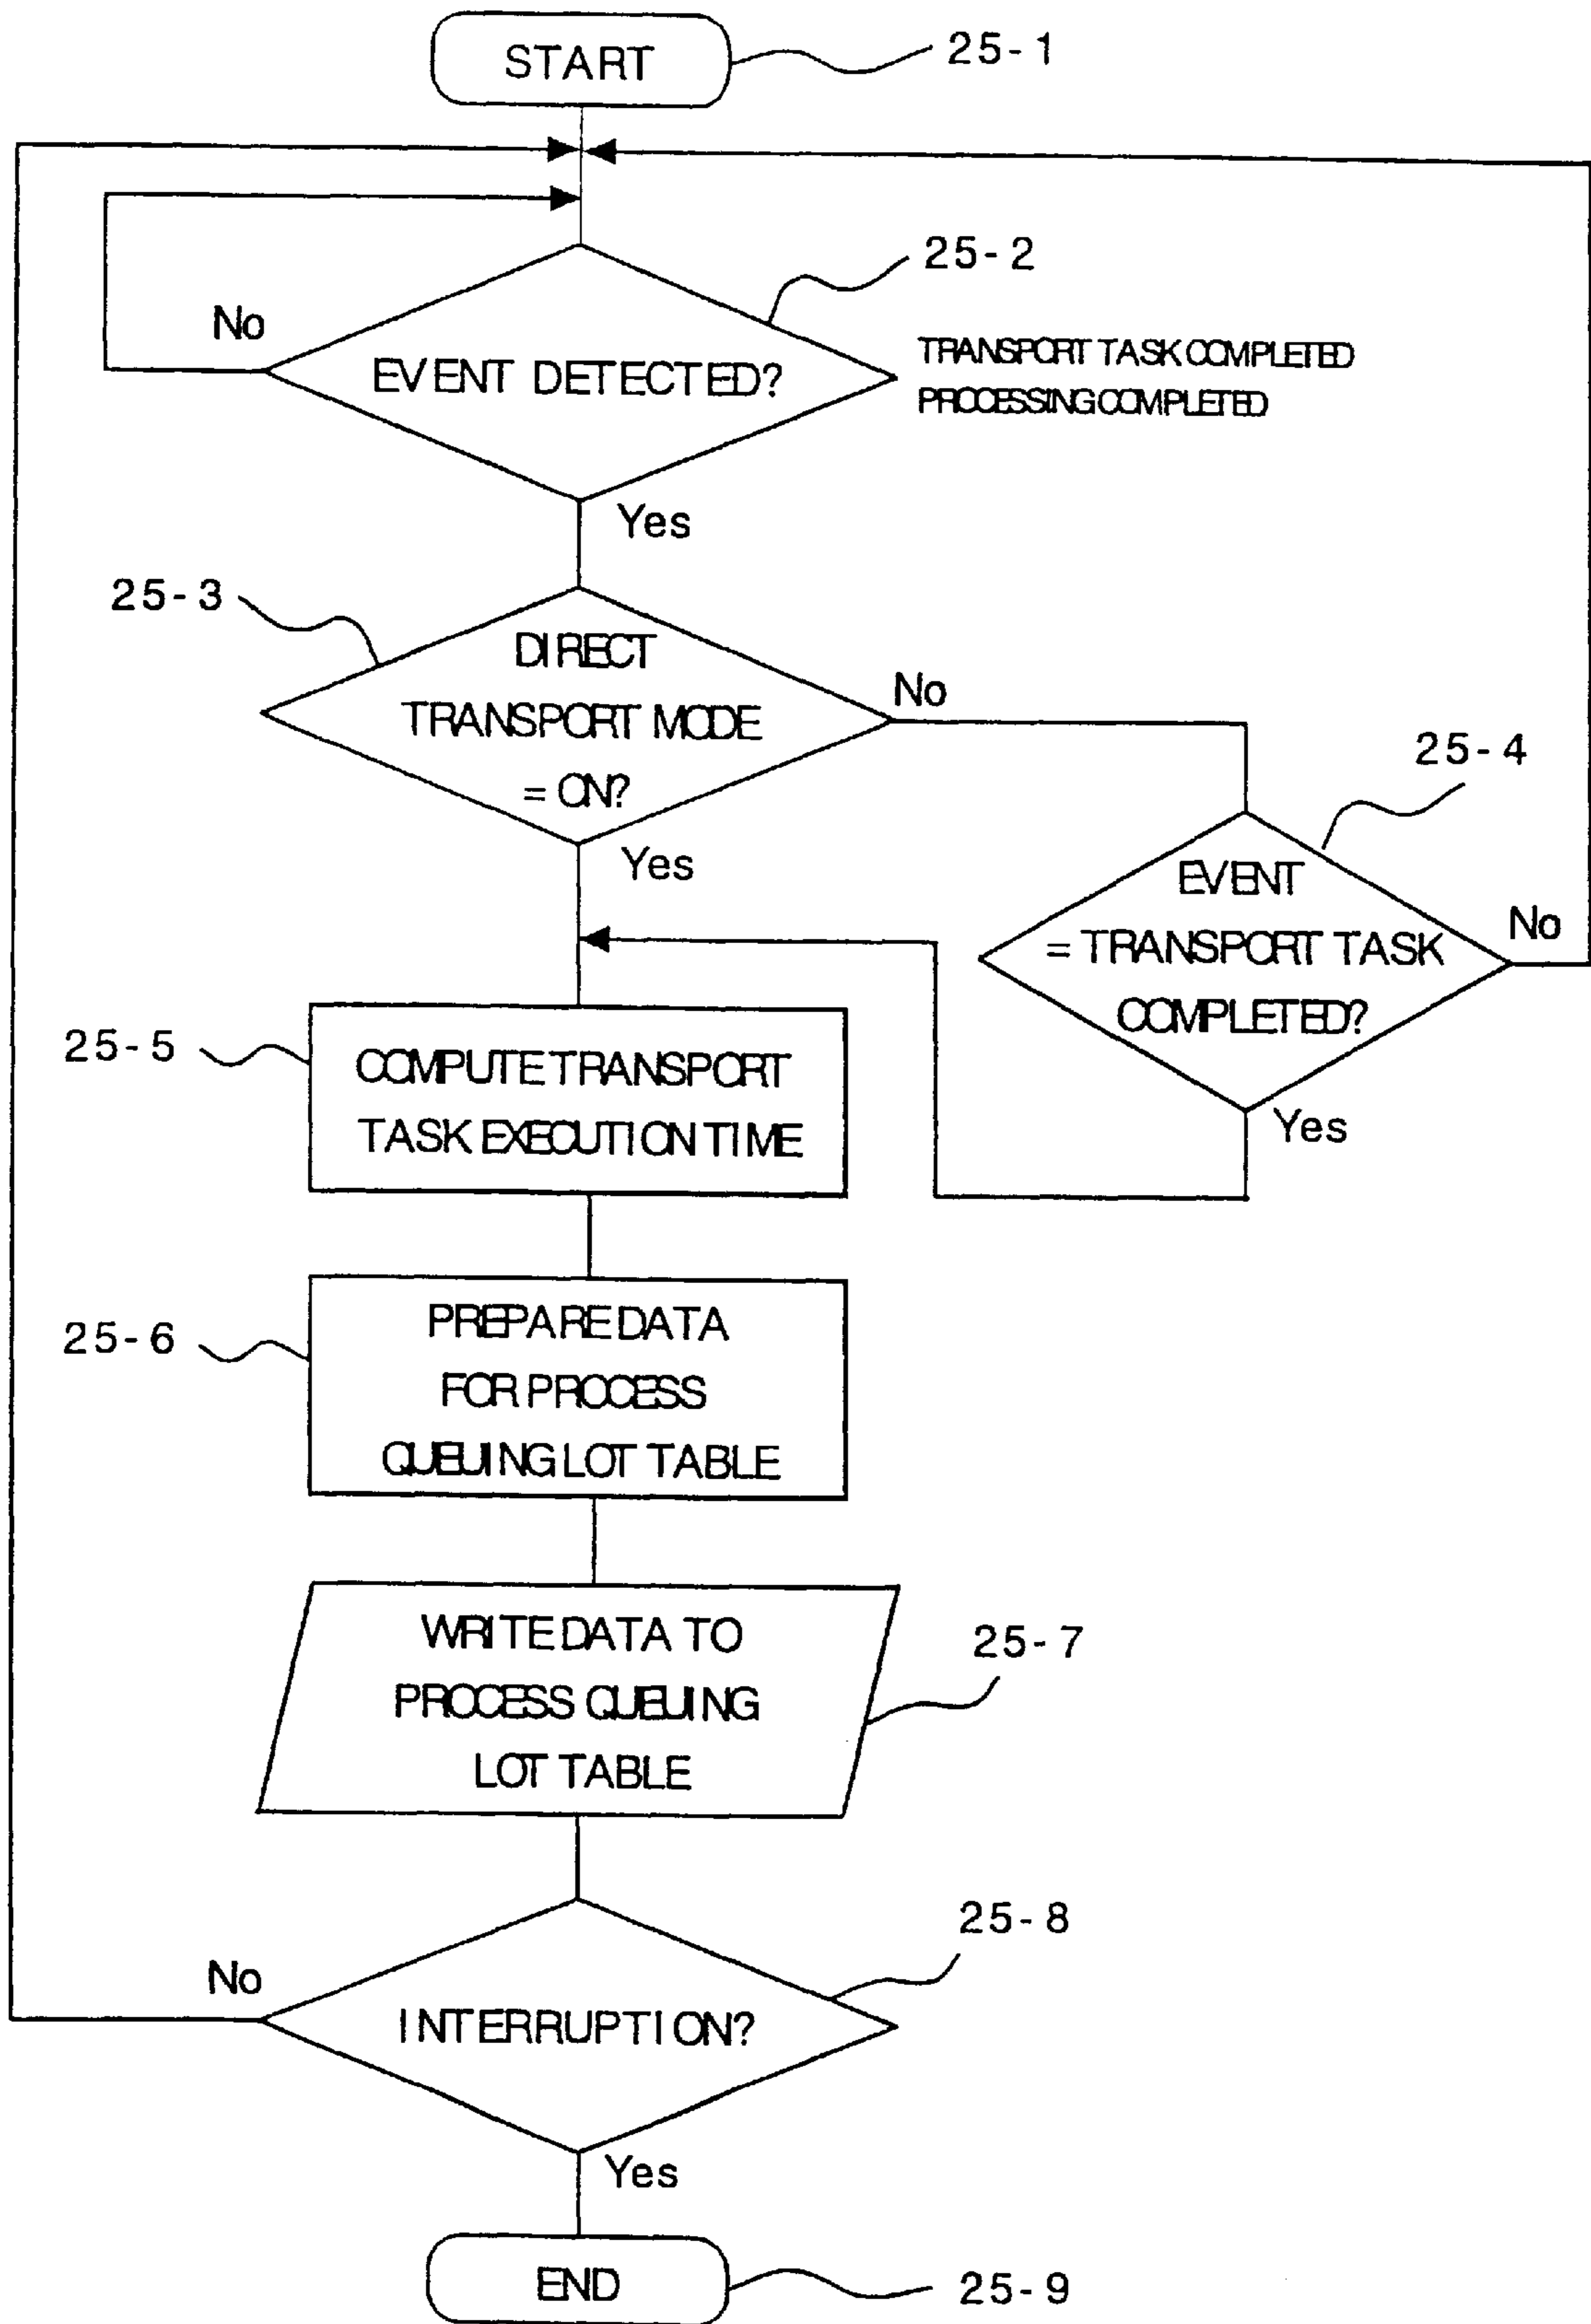 START
25-1
25-2
No
EVENT DETECTED?
TRANSPORT TASK COMPLETED
PROCESSING COMPLETED
Yes
25-3
DIRECT
TRANSPORT MODE
= ON?
No
25-4
Yes
EVENT
= TRANSPORT TASK
COMPLETED?
No
Yes
25-5
COMPUTE TRANSPORT
TASK EXECUTION TIME
25-6
PREPARE DATA
FOR PROCESS
QUEUING LOT TABLE
WRITE DATA TO
PROCESS QUEUING
LOT TABLE
25-7
25-8
No
INTERRUPTION?
Yes
END
25-9